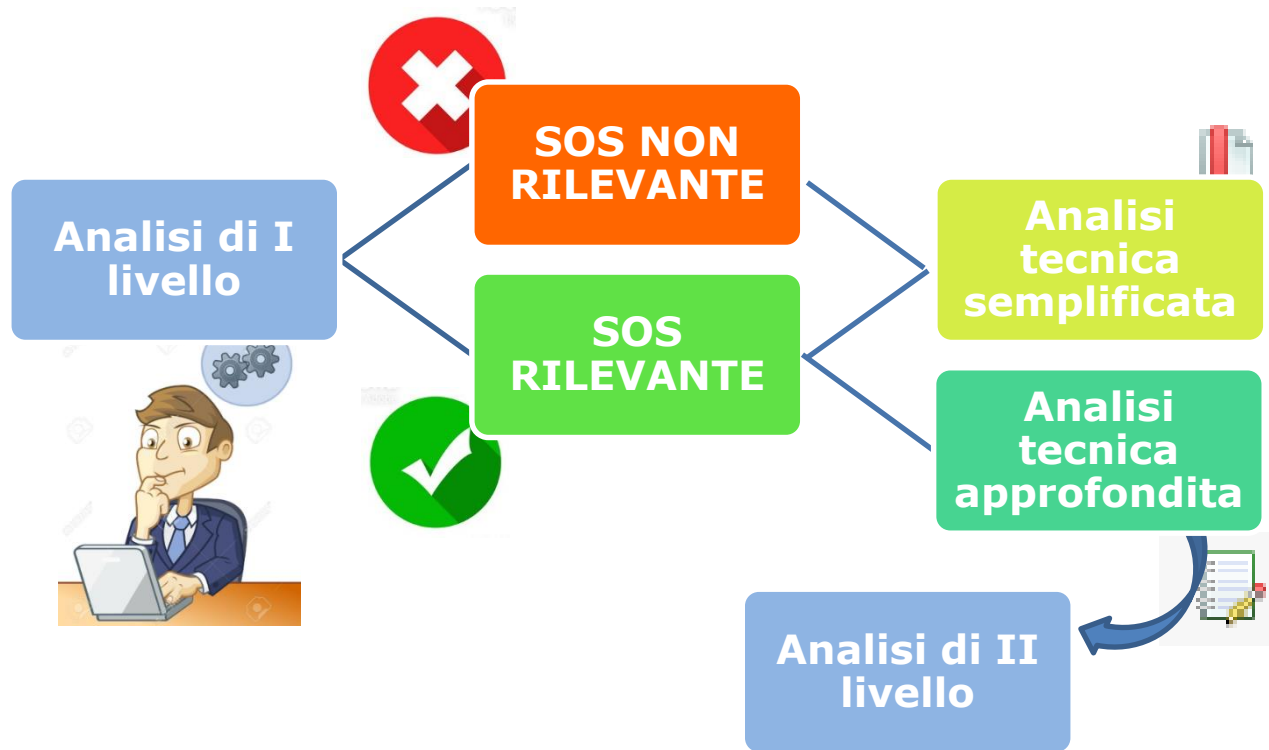 SOS NON
RILEVANTE
Analisi di I
livello
SOS
RILEVANTE
Analisi
tecnica
semplificata
Analisi
tecnica
approfondita
Analisi di II
livello